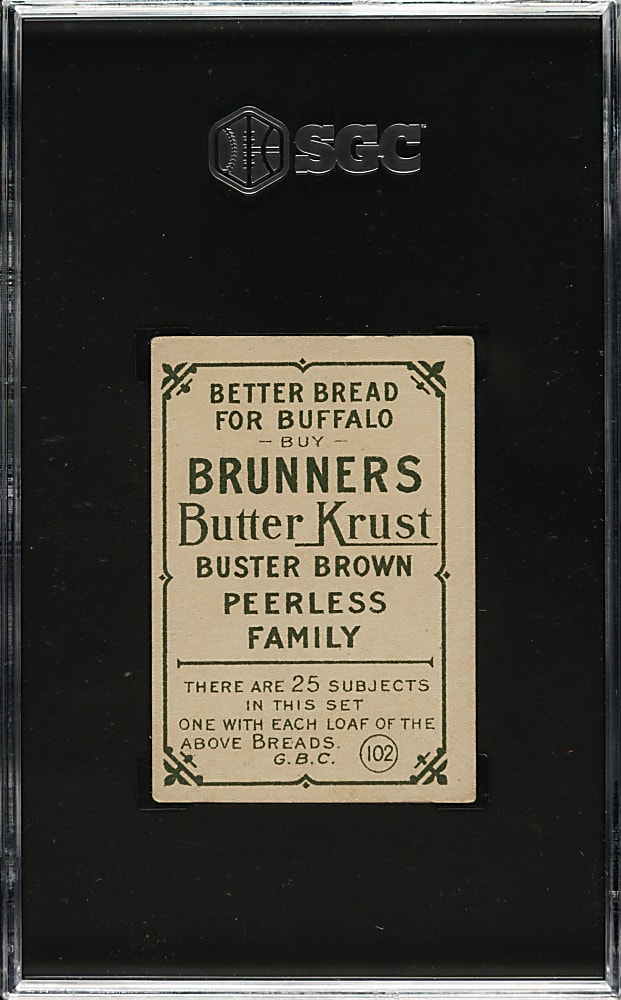 SGC
BETTER BREAD
FOR BUFFALO
– BUY –
BRUNNERS
Butter Krust
BUSTER BROWN
PEERLESS
FAMILY
THERE ARE 25 SUBJECTS
IN THIS SET
ONE WITH EACH LOAF OF THE
ABOVE BREADS.
G.B.C. 102